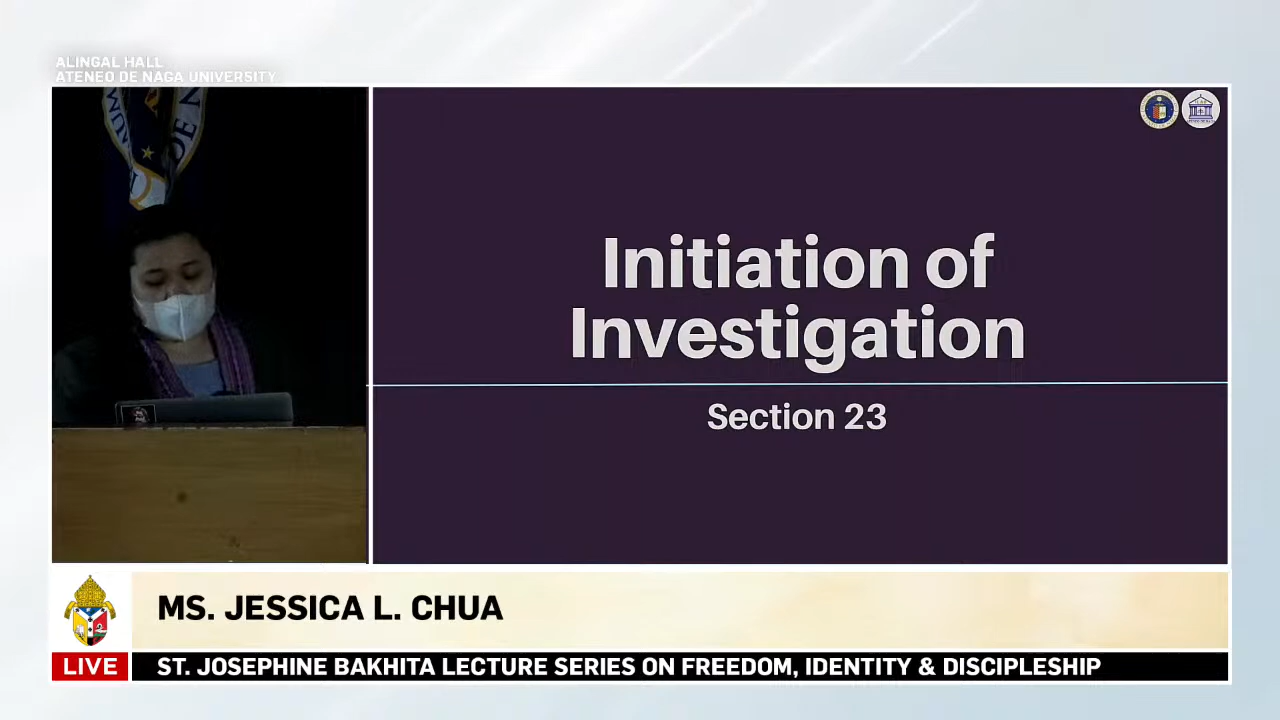 ALINGAL HALL
ATENEO DE NAGA UNIVERSITY
Initiation of
Investigation
Section 23
MS. JESSICA L. CHUA
LIVE
ST. JOSEPHINE BAKHITA LECTURE SERIES ON FREEDOM, IDENTITY & DISCIPLESHIP